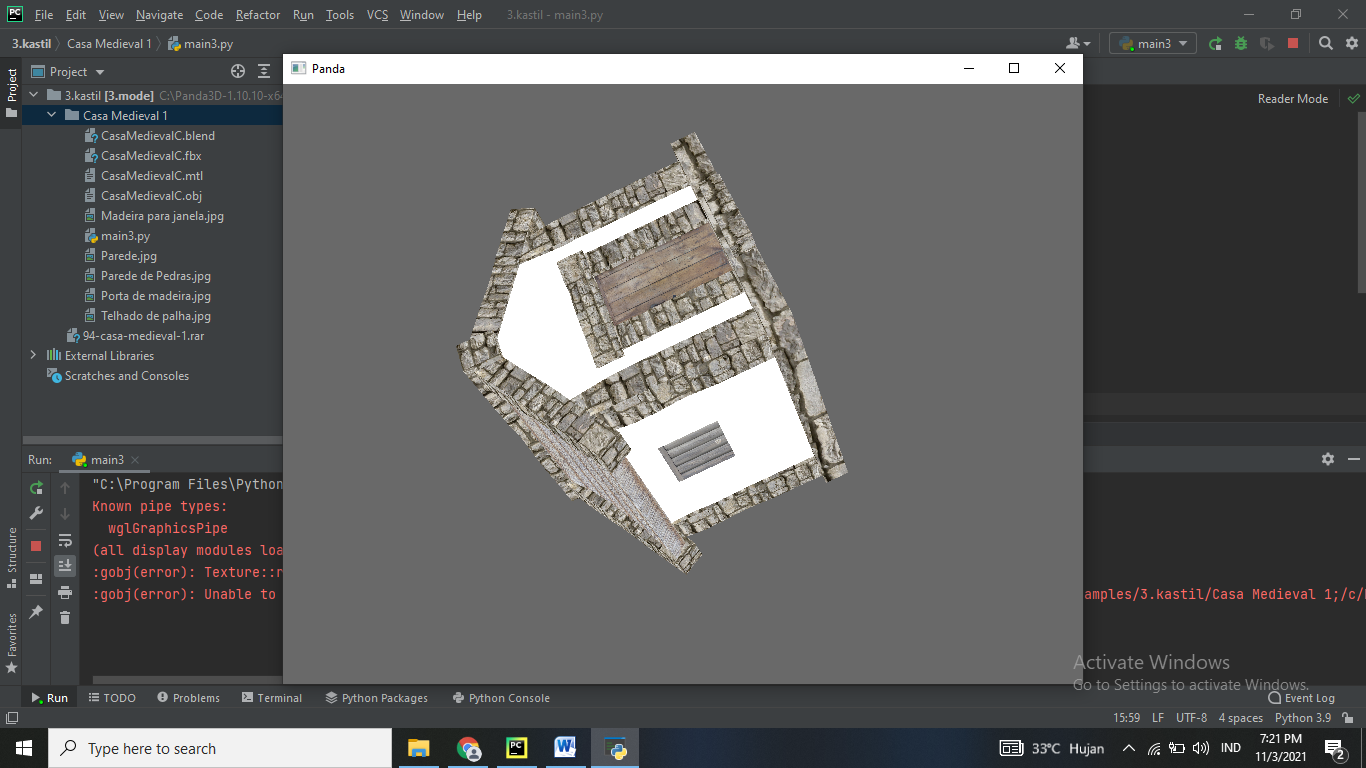 PC File Edit View Navigate Code Refactor Run Tools VCS Window Help 3.kastil - main3.py
3.kastil Casa Medieval 1 main3.py main3
Project
Project
Panda
Reader Mode
3.kastil [3.mode] C:\Panda3D-1.10.10-x6
Casa Medieval 1
CasaMedievalC.blend
CasaMedievalC.fbx
CasaMedievalC.mtl
CasaMedievalC.obj
Madeira para janela.jpg
main3.py
Parede.jpg
Parede de Pedras.jpg
Porta de madeira.jpg
Telhado de palha.jpg
94-casa-medieval-1.rar
External Libraries
Scratches and Consoles
Run: main3
"C:\Program Files\Python
Known pipe types:
wglGraphicsPipe
(all display modules loa
:gobj(error): Texture::r
:gobj(error): Unable to
amples/3.kastil/Casa Medieval 1;/c/
Structure
Favorites
Activate Windows
Go to Settings to activate Windows.
Run TODO Problems Terminal Python Packages Python Console Event Log
15:59 LF UTF-8 4 spaces Python 3.9
Type here to search
PC
W
33°C Hujan
IND
7:21 PM
11/3/2021
2